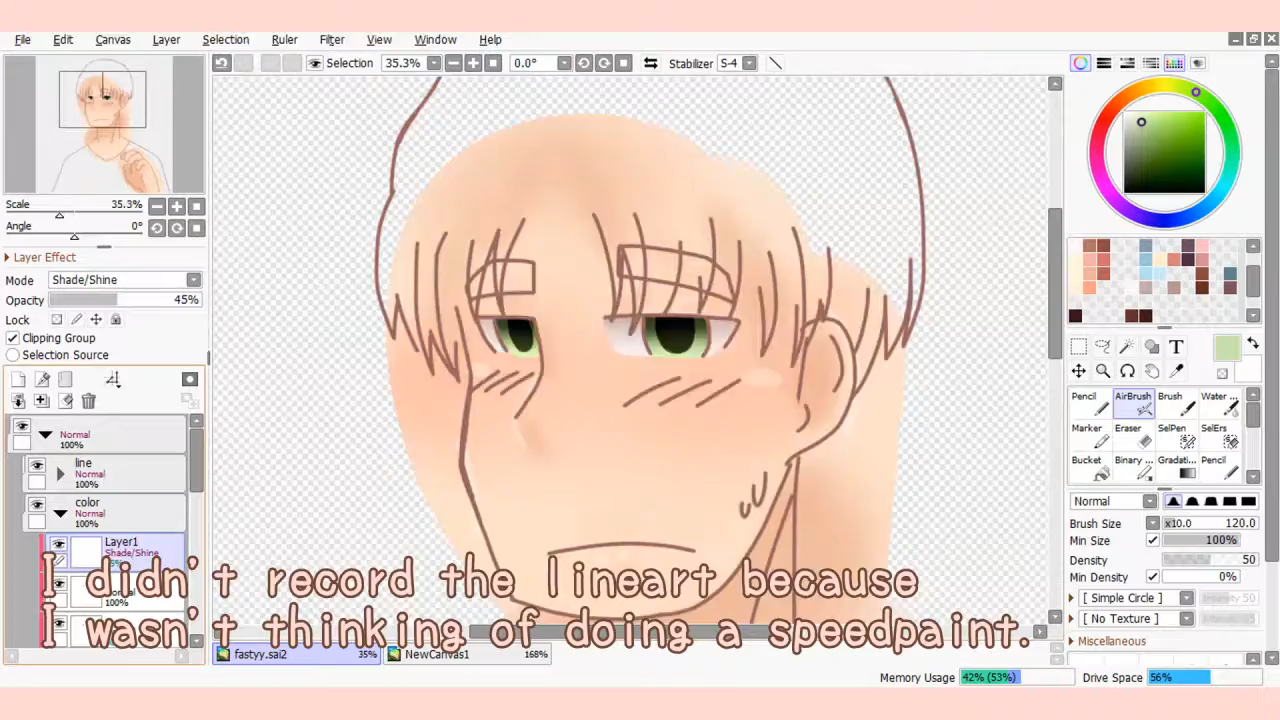 File Edit Canvas Layer Selection Ruler Filter View Window Help
Selection 35.3% 0.0° Stabilizer S-4
Scale 35.3%
Angle 0°
Layer Effect
Mode Shade/Shine
Opacity 45%
Lock
Clipping Group
Selection Source
Normal
100%
line
Normal
100%
color
Normal
100%
Layer1
Shade/Shine
100%
I didn't record the lineart because
I wasn't thinking of doing a speedpaint.
fastyy.sai2 35% NewCanvas1 168%
T
Pencil AirBrush Brush Water ...
Marker Eraser SelPen SelErs
Bucket Binary ... Gradati... Pencil
Normal
Brush Size x10.0 120.0
Min Size 100%
Density 50
Min Density 0%
[ Simple Circle ] Intensity 50
[ No Texture ]
Miscellaneous
Memory Usage 42% (53%) Drive Space 56%